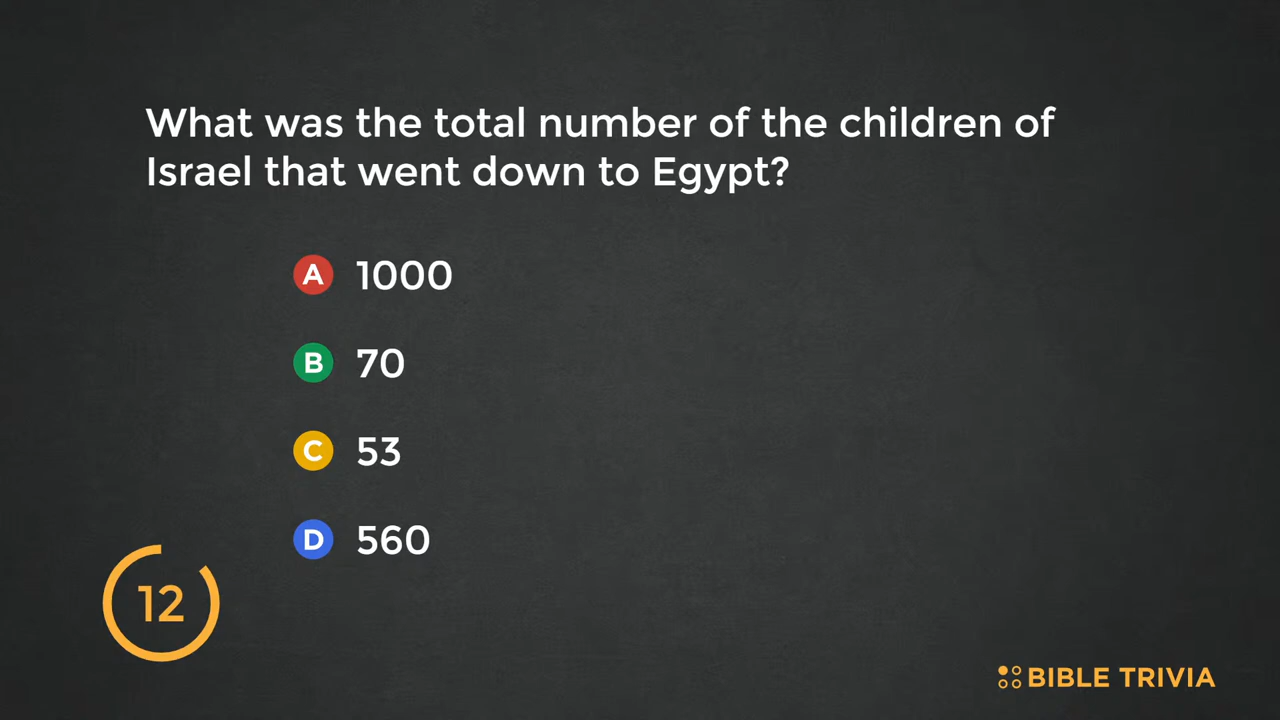 What was the total number of the children of
Israel that went down to Egypt?
A 1000
B 70
C 53
D 560
12
BIBLE TRIVIA